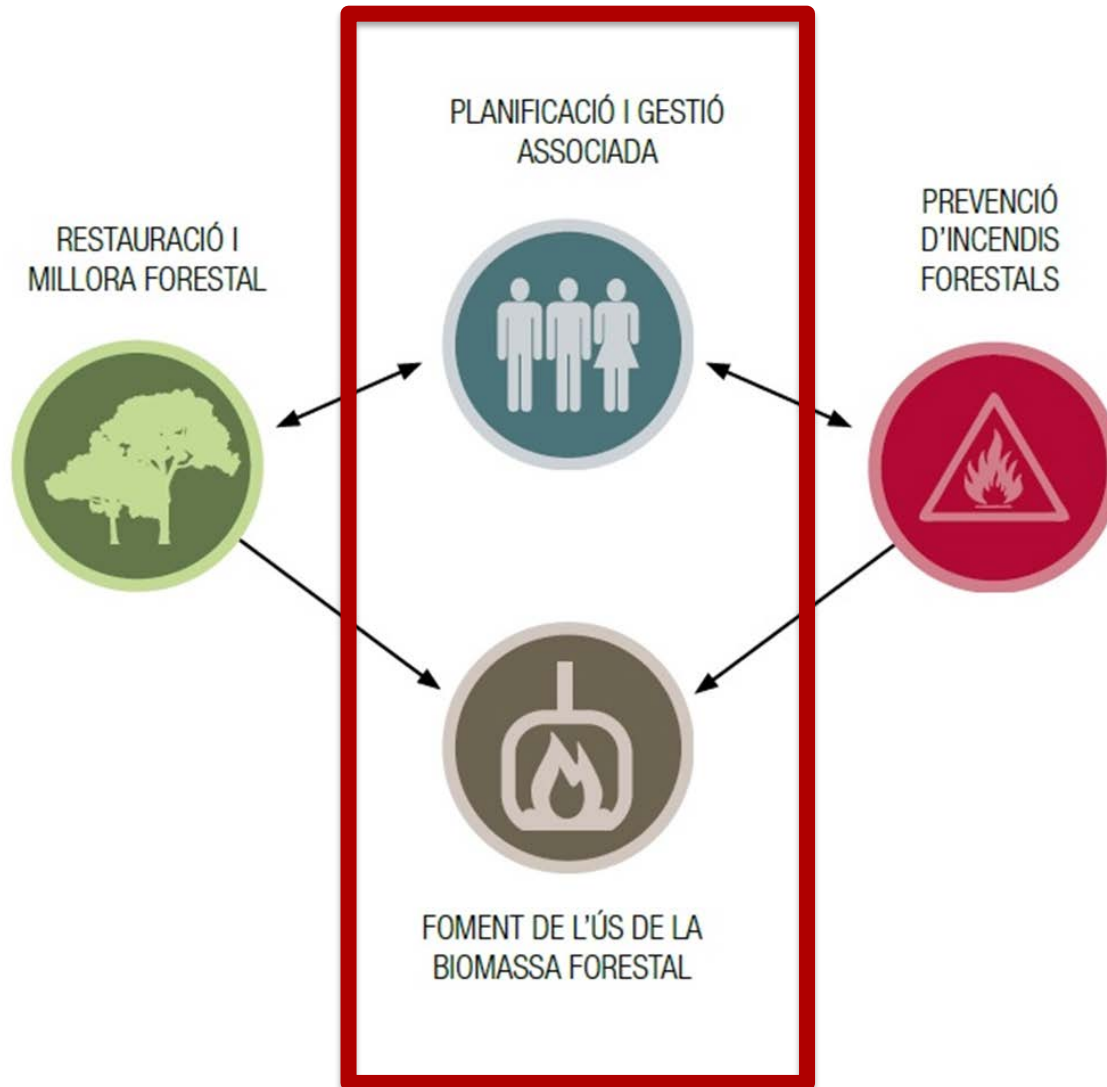 PLANIFICACIÓ I GESTIÓ
ASSOCIADA
RESTAURACIÓ I
MILLORA FORESTAL
PREVENCIÓ
D'INCENDIS
FORESTALS
FOMENT DE L'ÚS DE LA
BIOMASSA FORESTAL